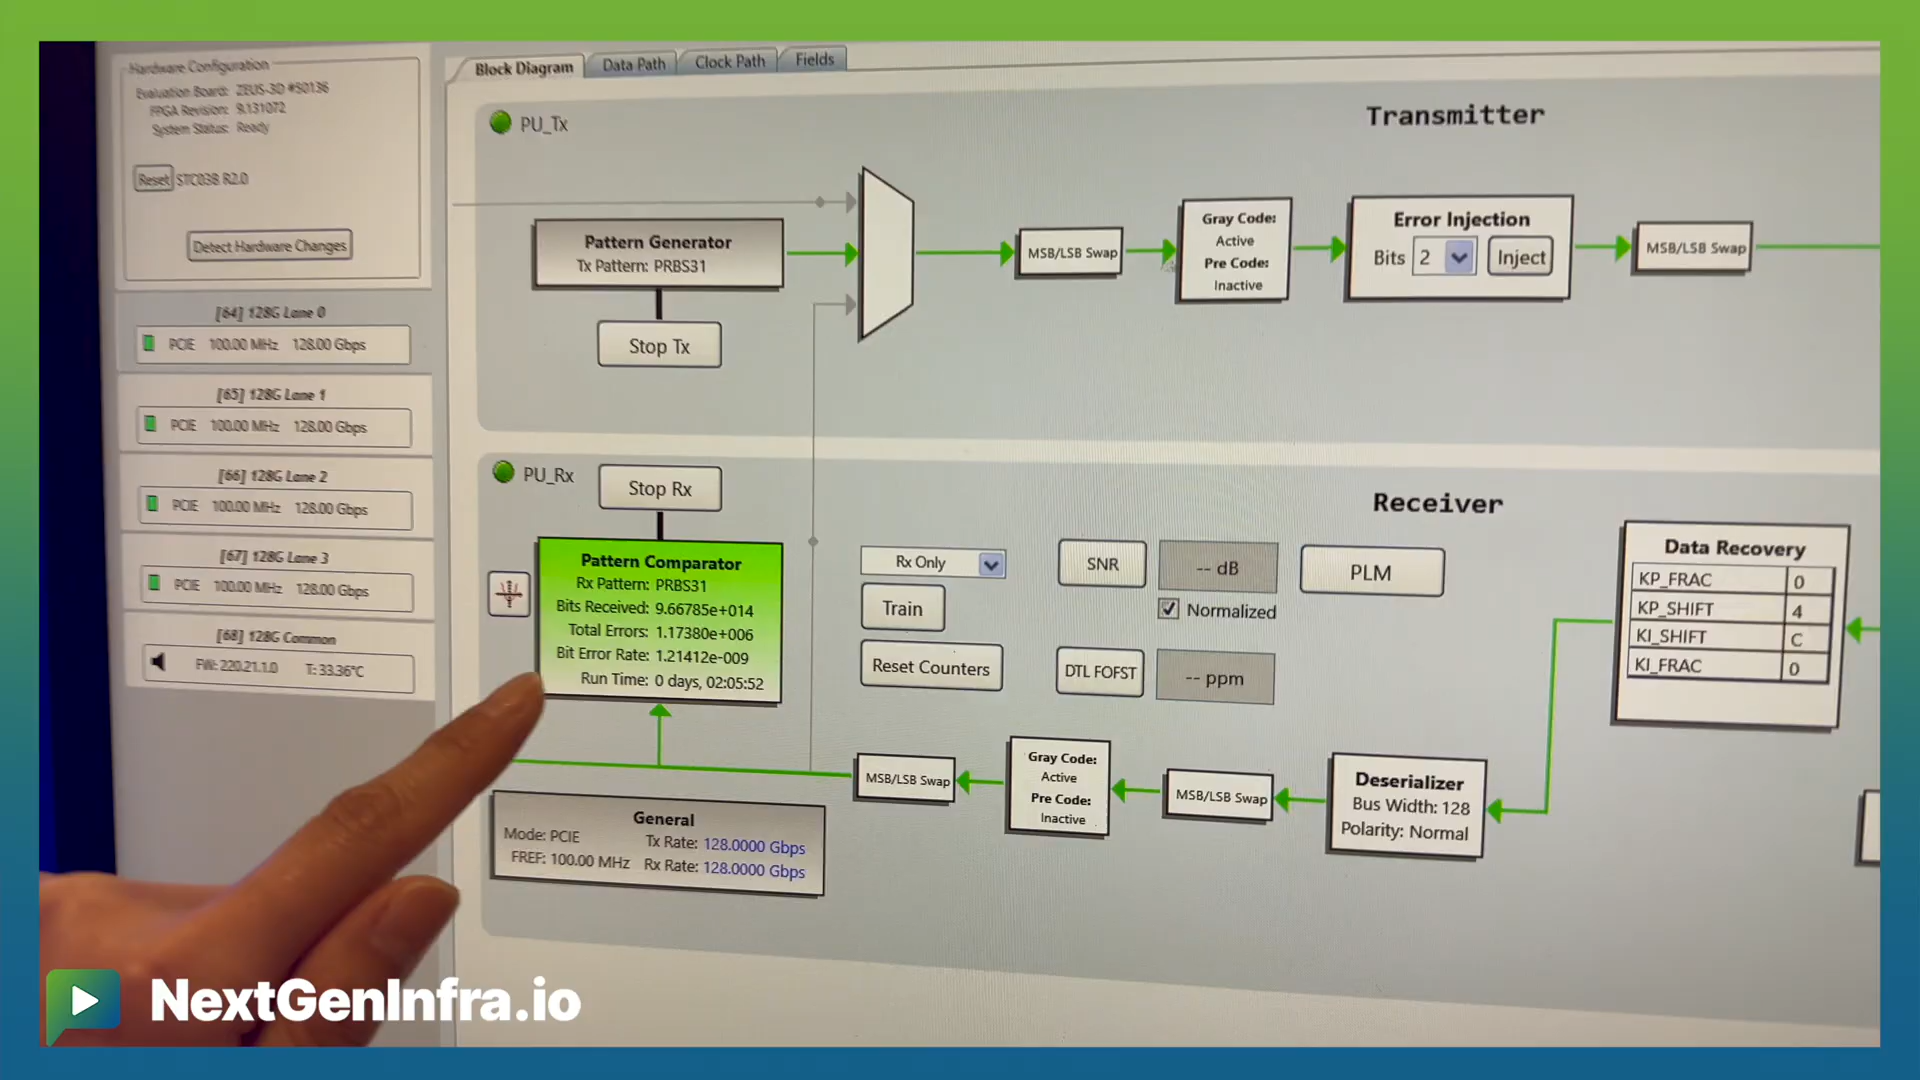 Hardware Configuration
Evaluation Board: ZEUS-3D #50136
FPGA Revision: 9.131072
System Status: Ready
Reset STC03B R2.0
Detect Hardware Changes
[64] 128G Lane 0
PCIE 100.00 MHz 128.00 Gbps
[65] 128G Lane 1
PCIE 100.00 MHz 128.00 Gbps
[66] 128G Lane 2
PCIE 100.00 MHz 128.00 Gbps
[67] 128G Lane 3
PCIE 100.00 MHz 128.00 Gbps
[68] 128G Common
FW: 220.21.1.0 T: 33.36°C
Block Diagram Data Path Clock Path Fields
PU_Tx
Transmitter
Pattern Generator
Tx Pattern: PRBS31
Stop Tx
MSB/LSB Swap
Gray Code:
Active
Pre Code:
Inactive
Error Injection
Bits 2 Inject
MSB/LSB Swap
PU_Rx
Stop Rx
Receiver
Pattern Comparator
Rx Pattern: PRBS31
Bits Received: 9.66785e+014
Total Errors: 1.17380e+006
Bit Error Rate: 1.21412e-009
Run Time: 0 days, 02:05:52
Rx Only
Train
Reset Counters
SNR -- dB
Normalized
DTL FOFST -- ppm
PLM
Data Recovery
KP_FRAC 0
KP_SHIFT 4
KI_SHIFT C
KI_FRAC 0
MSB/LSB Swap
Gray Code:
Active
Pre Code:
Inactive
MSB/LSB Swap
Deserializer
Bus Width: 128
Polarity: Normal
General
Mode: PCIE Tx Rate: 128.0000 Gbps
FREF: 100.00 MHz Rx Rate: 128.0000 Gbps
NextGenInfra.io